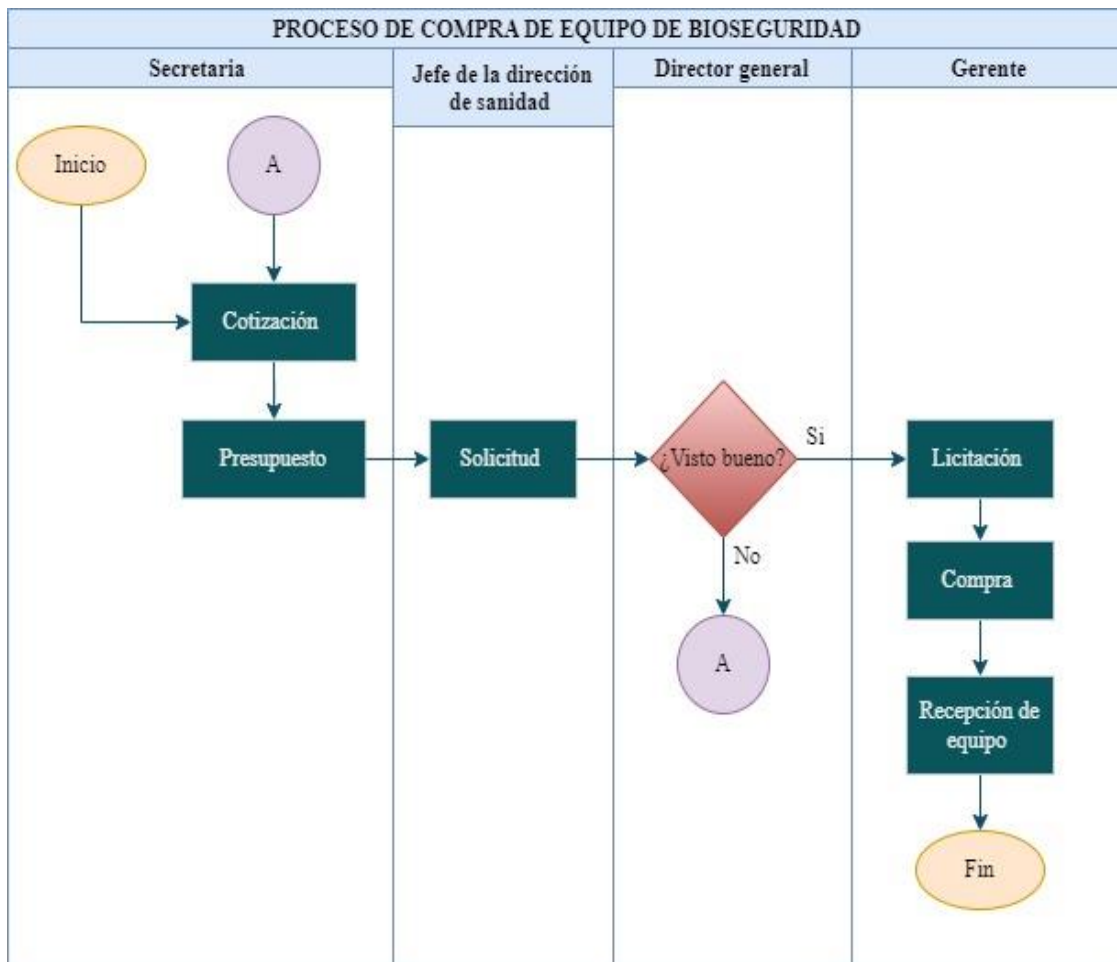 PROCESO DE COMPRA DE EQUIPO DE BIOSEGURIDAD
Secretaria
Jefe de la dirección
de sanidad
Director general
Gerente
Inicio
A
Cotización
Presupuesto
Solicitud
¿Visto bueno?
Si
No
A
Licitación
Compra
Recepción de
equipo
Fin